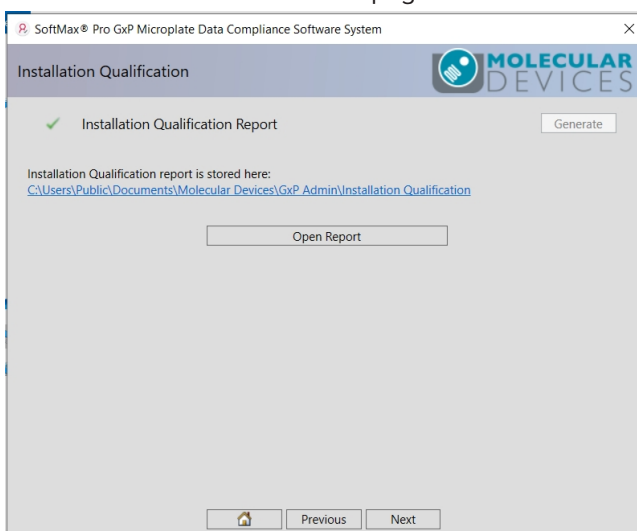 SoftMax® Pro GxP Microplate Data Compliance Software System
Installation Qualification
MOLECULAR
DEVICES
Installation Qualification Report
Generate
Installation Qualification report is stored here:
C:\Users\Public\Documents\Molecular Devices\GxP Admin\Installation Qualification
Open Report
Previous
Next